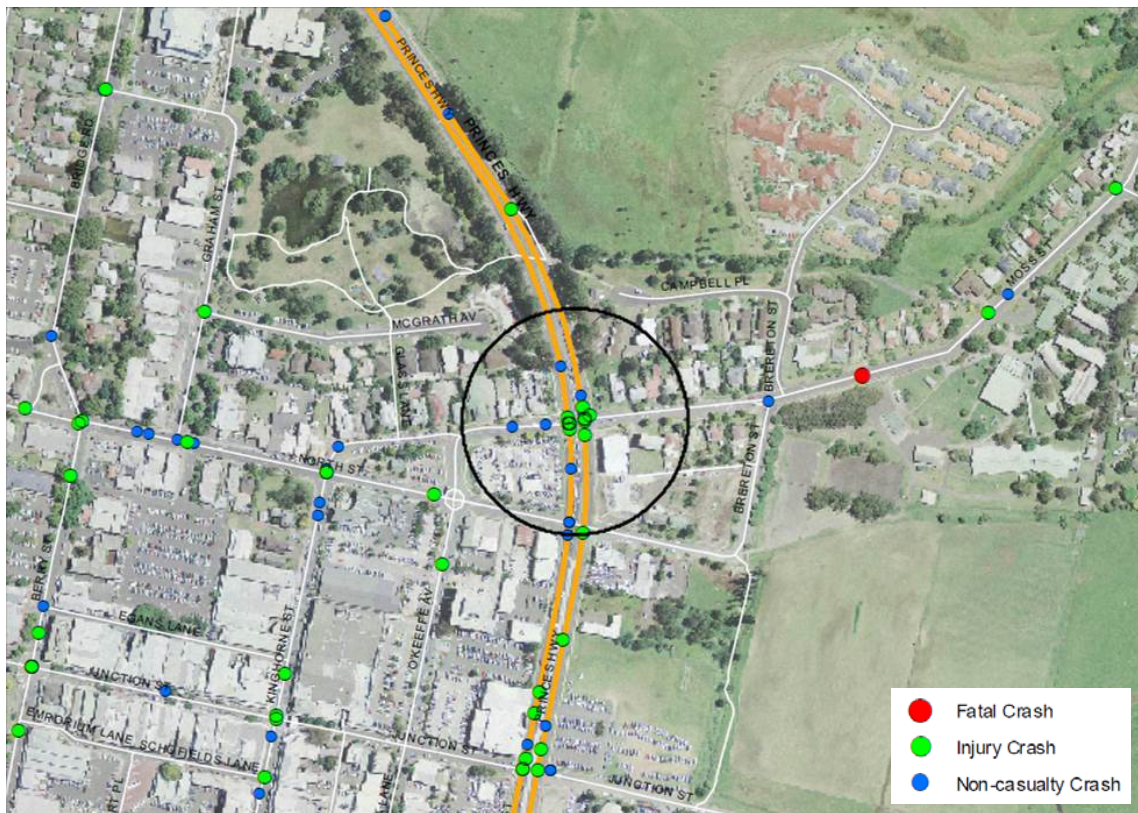 PRINCES HWY
PRINCES HWY
BRIDGE RD
GRAHAM ST
CAMPBELL PL
MOSS ST
MCGRATH AV
BRERETON ST
NORTH ST
BRERETON ST
BERRY ST
EGANS LANE
KINGHORNE ST
O'KEEFFE AV
PRINCES HWY
JUNCTION ST
EMPORIUM LANE
SCHOFIELDS LANE
JUNCTION ST
JUNCTION ST
LANE
Fatal Crash
Injury Crash
Non-casualty Crash